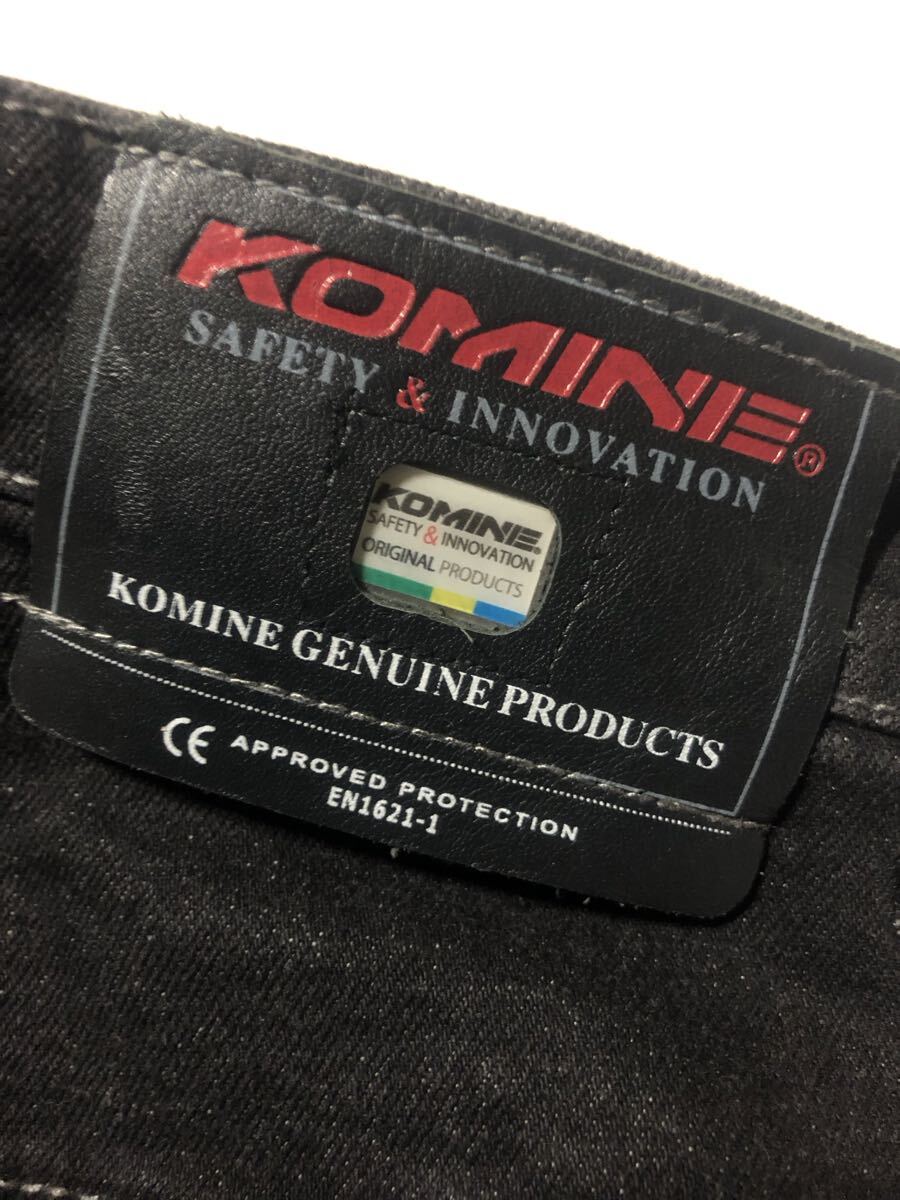 KOMINE®
SAFETY & INNOVATION
KOMINE.
SAFETY & INNOVATION
ORIGINAL PRODUCTS
KOMINE GENUINE PRODUCTS
CE APPROVED PROTECTION
EN1621-1